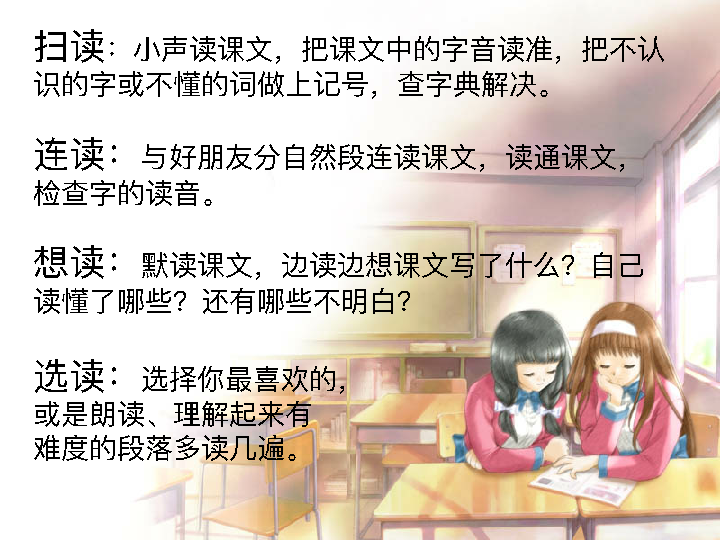 扫读：小声读课文，把课文中的字音读准，把不认
识的字或不懂的词做上记号，查字典解决。
连读：与好朋友分自然段连读课文，读通课文，
检查字的读音。
想读：默读课文，边读边想课文写了什么？自己
读懂了哪些？还有哪些不明白？
选读：选择你最喜欢的，
或是朗读、理解起来有
难度的段落多读几遍。